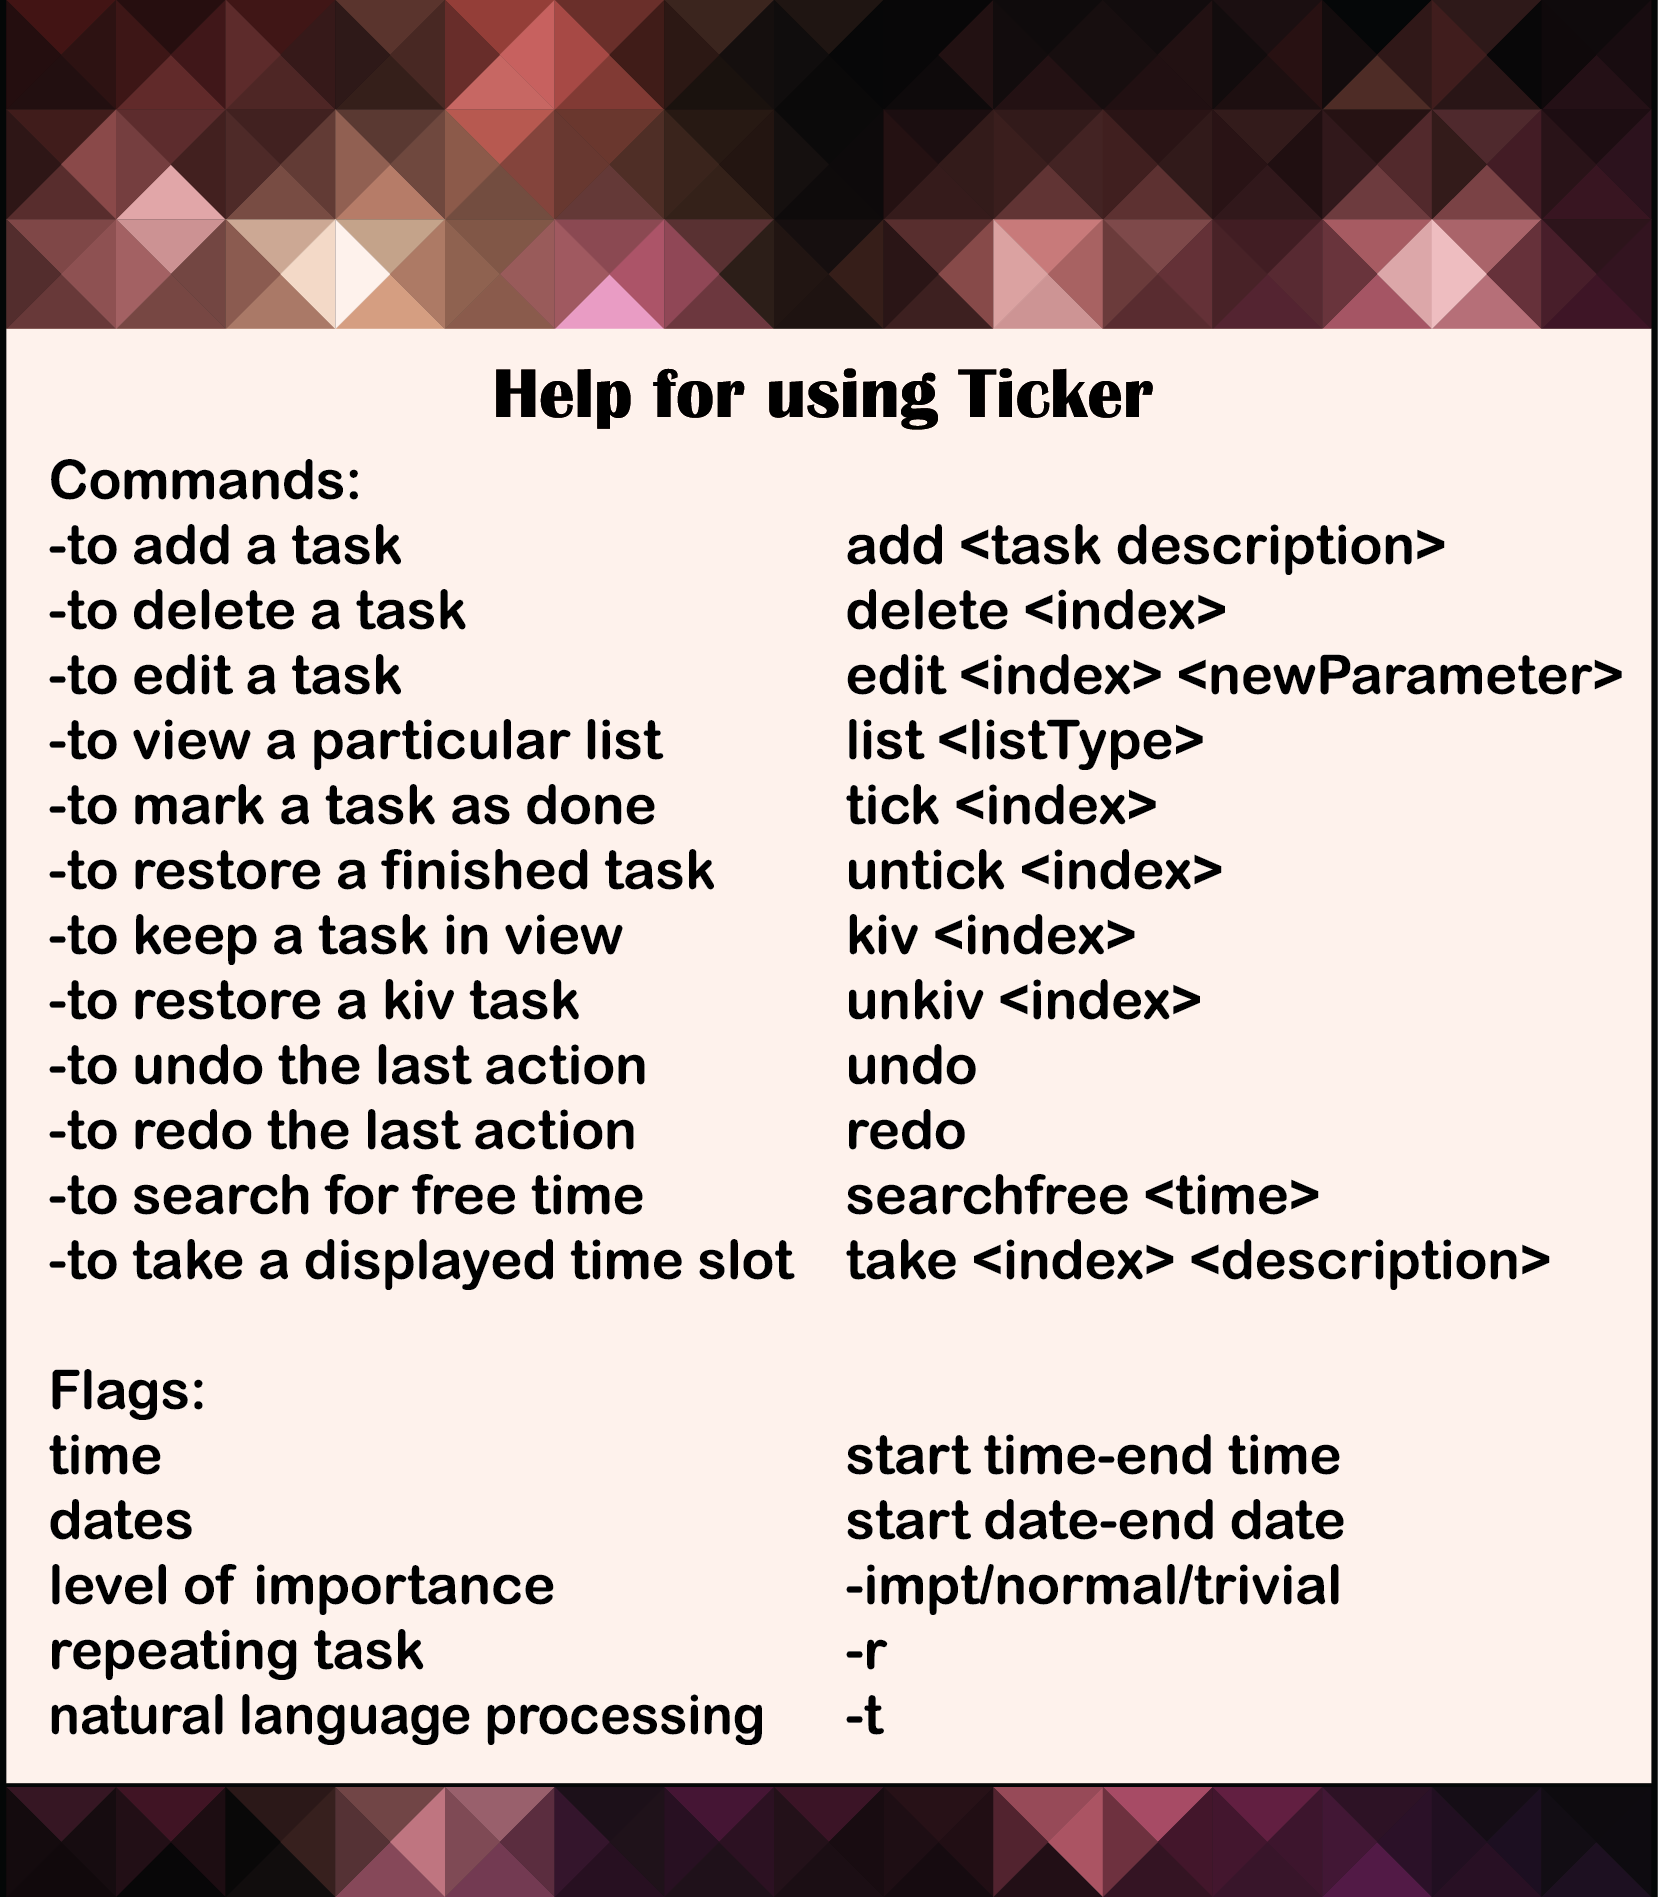 Help for using Ticker
Commands:
-to add a task add <task description>
-to delete a task delete <index>
-to edit a task edit <index> <newParameter>
-to view a particular list list <listType>
-to mark a task as done tick <index>
-to restore a finished task untick <index>
-to keep a task in view kiv <index>
-to restore a kiv task unkiv <index>
-to undo the last action undo
-to redo the last action redo
-to search for free time searchfree <time>
-to take a displayed time slot take <index> <description>
Flags:
time start time-end time
dates start date-end date
level of importance -impt/normal/trivial
repeating task -r
natural language processing -t